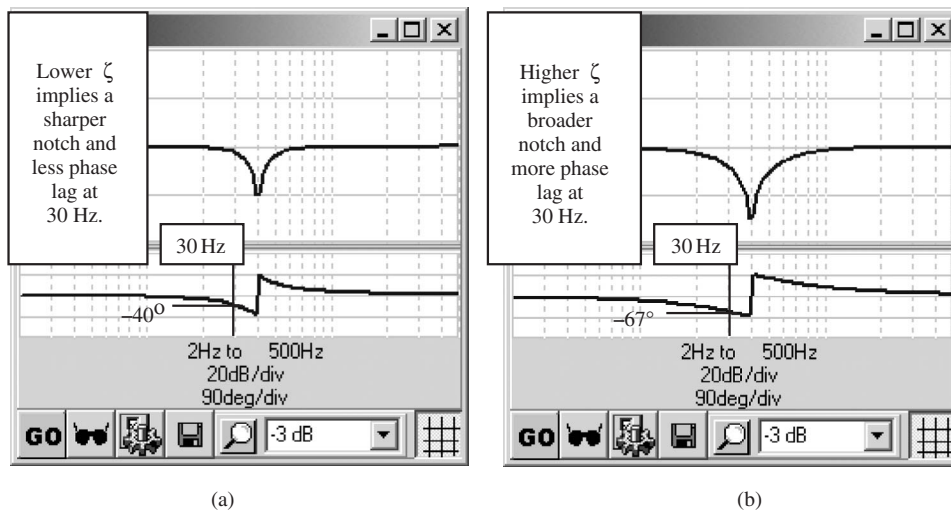 Lower ζ
implies a
sharper
notch and
less phase
lag at
30 Hz.
30 Hz
–40°
2Hz to 500Hz
20dB/div
90deg/div
GO
-3 dB
(a)
Higher ζ
implies a
broader
notch and
more phase
lag at
30 Hz.
30 Hz
–67°
2Hz to 500Hz
20dB/div
90deg/div
GO
-3 dB
(b)